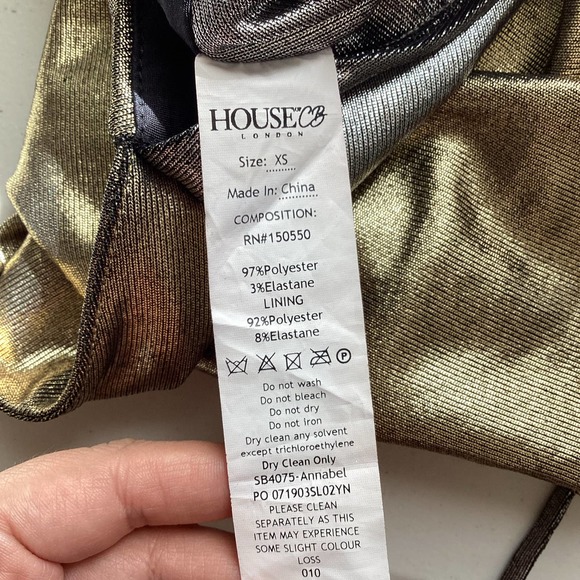 HOUSE OF CB
LONDON
Size: XS
Made In: China
COMPOSITION:
RN#150550
97%Polyester
3%Elastane
LINING
92%Polyester
8%Elastane
P
Do not wash
Do not bleach
Do not dry
Do not iron
Dry clean any solvent
except trichloroethylene
Dry Clean Only
SB4075-Annabel
PO 071903SL02YN
PLEASE CLEAN
SEPARATELY AS THIS
ITEM MAY EXPERIENCE
SOME SLIGHT COLOUR
LOSS
010